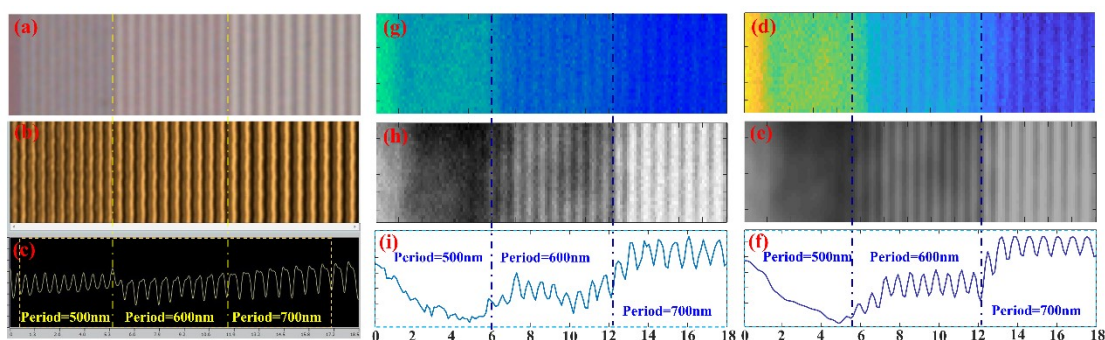 (a)
(g)
(d)
(b)
(h)
(e)
(c)
(i)
(f)
Period=500nm
Period=600nm
Period=700nm
Period=500nm
Period=600nm
Period=700nm
Period=500nm
Period=600nm
Period=700nm
0 2 4 6 8 10 12 14 16 18
0 2 4 6 8 10 12 14 16 18